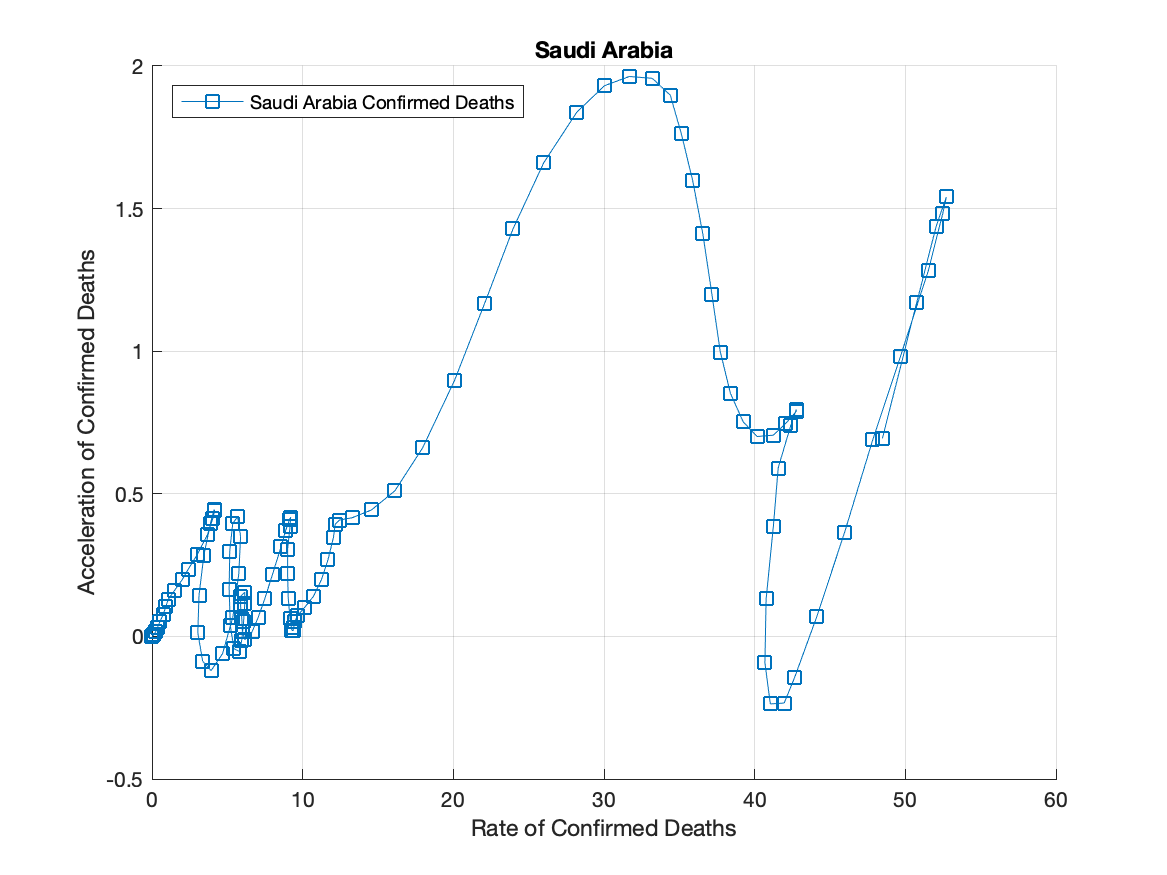 Saudi Arabia
Saudi Arabia Confirmed Deaths
2
1.5
1
0.5
0
-0.5
Acceleration of Confirmed Deaths
0 10 20 30 40 50 60
Rate of Confirmed Deaths